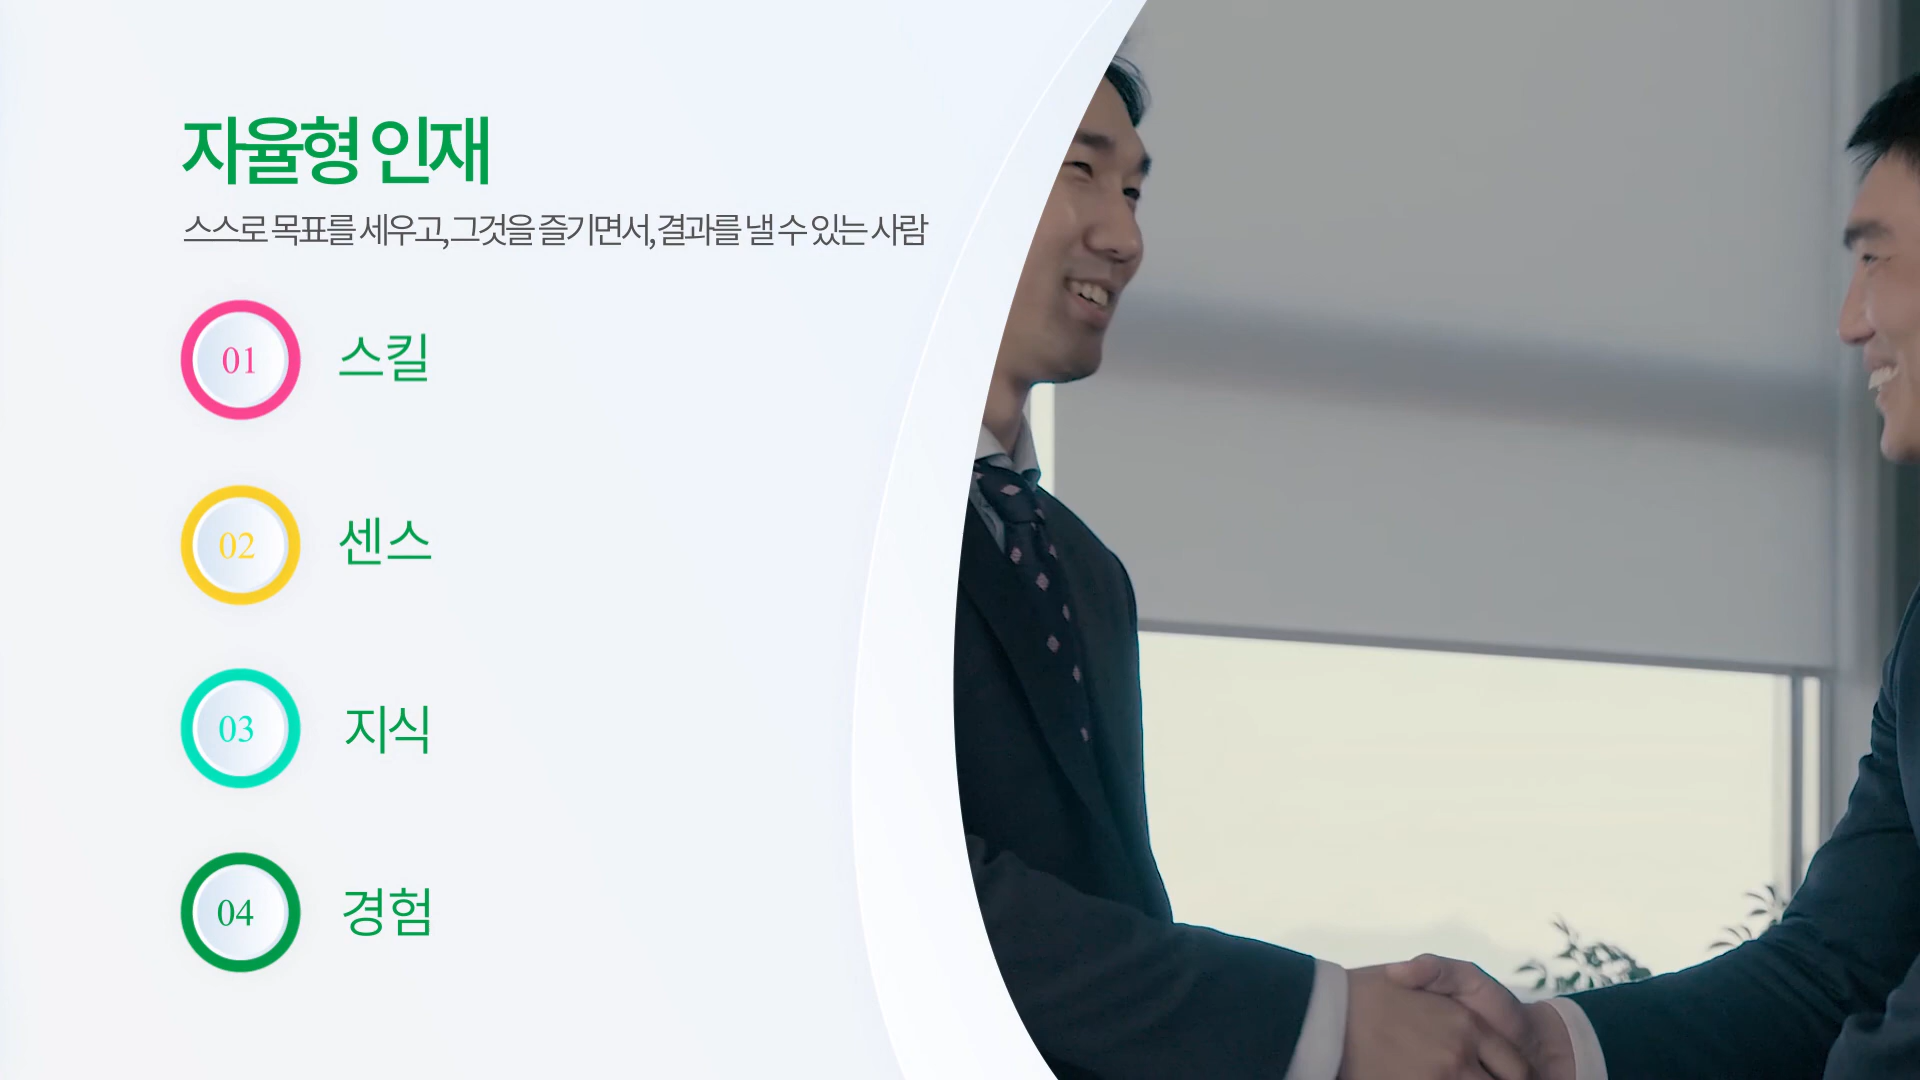 자율형 인재
스스로 목표를 세우고, 그것을 즐기면서, 결과를 낼 수 있는 사람
01 스킬
02 센스
03 지식
04 경험